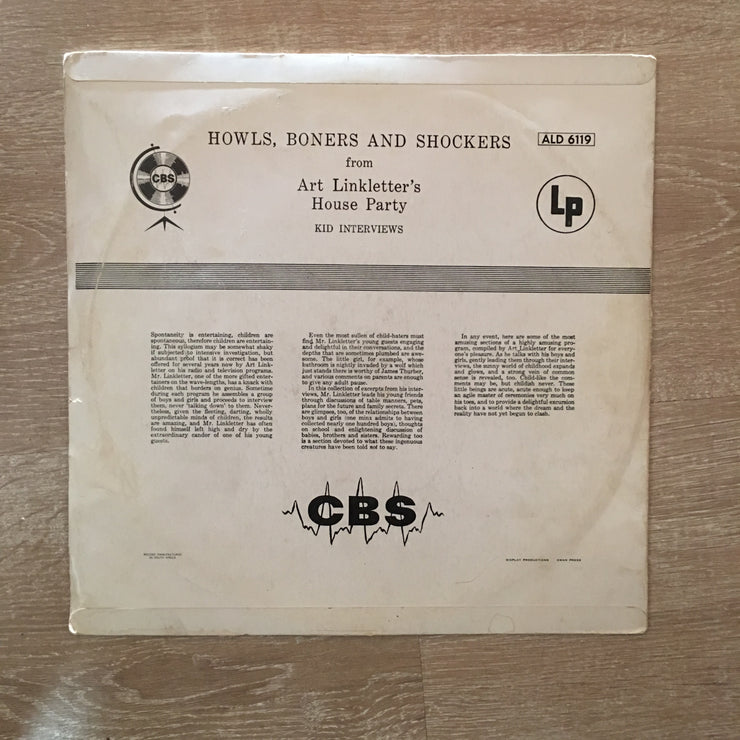 HOWLS, BONERS AND SHOCKERS
from
Art Linkletter's
House Party
KID INTERVIEWS
ALD 6119
CBS
Lp
Spontaneity is entertaining, children are
spontaneous, therefore children are entertain-
ing. This syllogism may be somewhat shaky
if subjected to intensive investigation, but
abundant proof that it is correct has been
offered for several years now by Art Link-
letter on his radio and television programs.
Mr. Linkletter, one of the more gifted enter-
tainers on the wave-lengths, has a knack with
children that borders on genius. Sometime
during each program he assembles a group
of boys and girls and proceeds to interview
them, never 'talking down' to them. Never-
theless, given the fleeting, darting, wholly
unpredictable minds of children, the results
are amazing, and Mr. Linkletter has often
found himself left high and dry by the
extraordinary candor of one of his young
guests.
Even the most sullen of child-haters must
find Mr. Linkletter's young guests engaging
and delightful in their conversations, and the
depths that are sometimes plumbed are awe-
some. The little girl, for example, whose
bathroom is nightly invaded by a wolf which
just stands there is worthy of James Thurber,
and various comments on parents are enough
to give any adult pause.
In this collection of excerpts from his inter-
views, Mr. Linkletter leads his young friends
through discussions of table manners, pets,
plans for the future and family secrets. There
are glimpses, too, of the relationships between
boys and girls (one minx admits to having
collected nearly one hundred boys), thoughts
on school and enlightening discussion of
babies, brothers and sisters. Rewarding too
is a section devoted to what these ingenuous
creatures have been told not to say.
In any event, here are some of the most
amusing sections of a highly amusing pro-
gram, compiled by Art Linkletter for every-
one's pleasure. As he talks with his boys and
girls, gently leading them through their inter-
views, the sunny world of childhood expands
and glows, and a strong vein of common
sense is revealed, too. Child-like the com-
ments may be, but childish never. These
little beings are acute, acute enough to keep
an agile master of ceremonies very much on
his toes, and to provide a delightful excursion
back into a world where the dream and the
reality have not yet begun to clash.
CBS
RECORD MANUFACTURED
IN SOUTH AFRICA
DISPLAY PRODUCTIONS SWAN PRESS